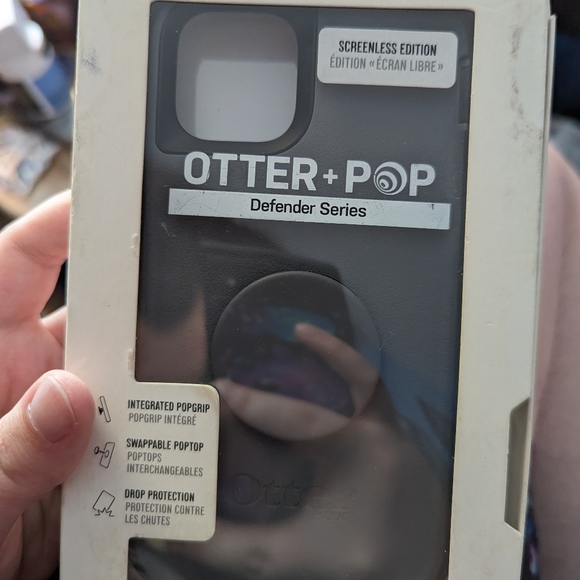 SCREENLESS EDITION
ÉDITION «ÉCRAN LIBRE»
OTTER + POP
Defender Series
INTEGRATED POPGRIP
POPGRIP INTÉGRÉ
SWAPPABLE POPTOP
POPTOPS
INTERCHANGEABLES
DROP PROTECTION
PROTECTION CONTRE
LES CHUTES